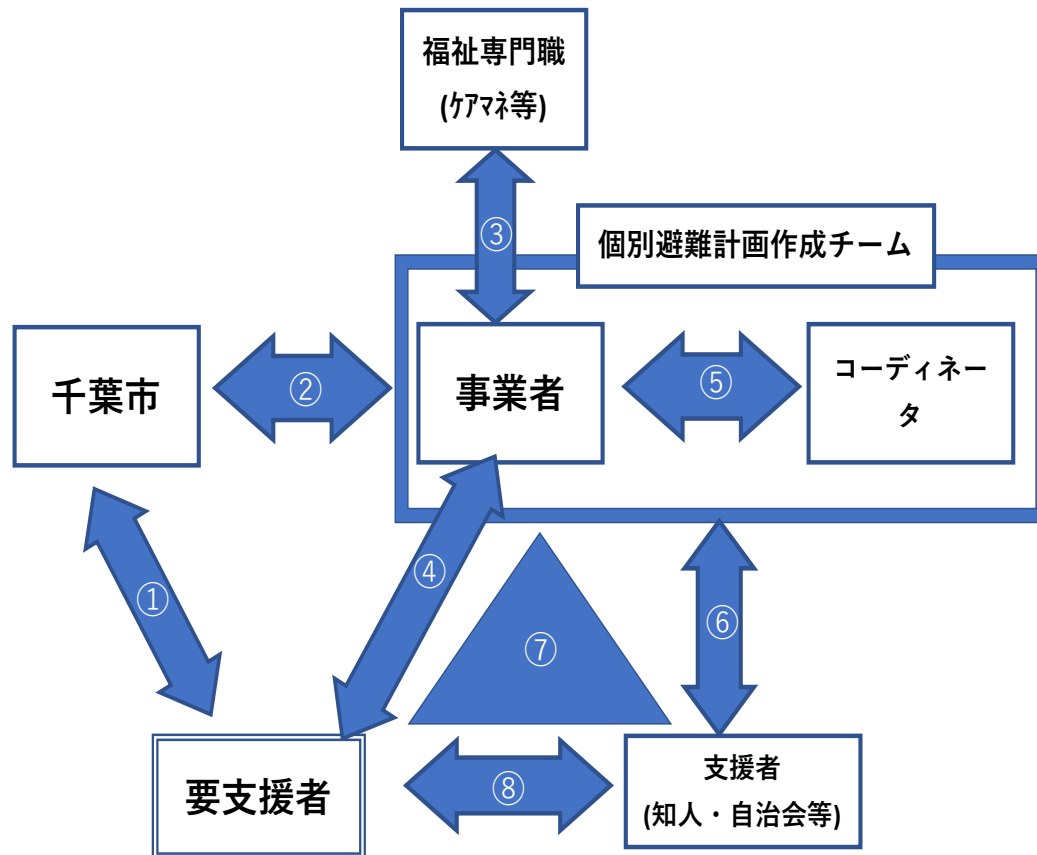 福祉専門職
(ｹｱﾏﾈ等)
③
個別避難計画作成チーム
千葉市
②
事業者
⑤
コーディネー
タ
①
④
⑥
⑦
要支援者
⑧
支援者
(知人・自治会等)